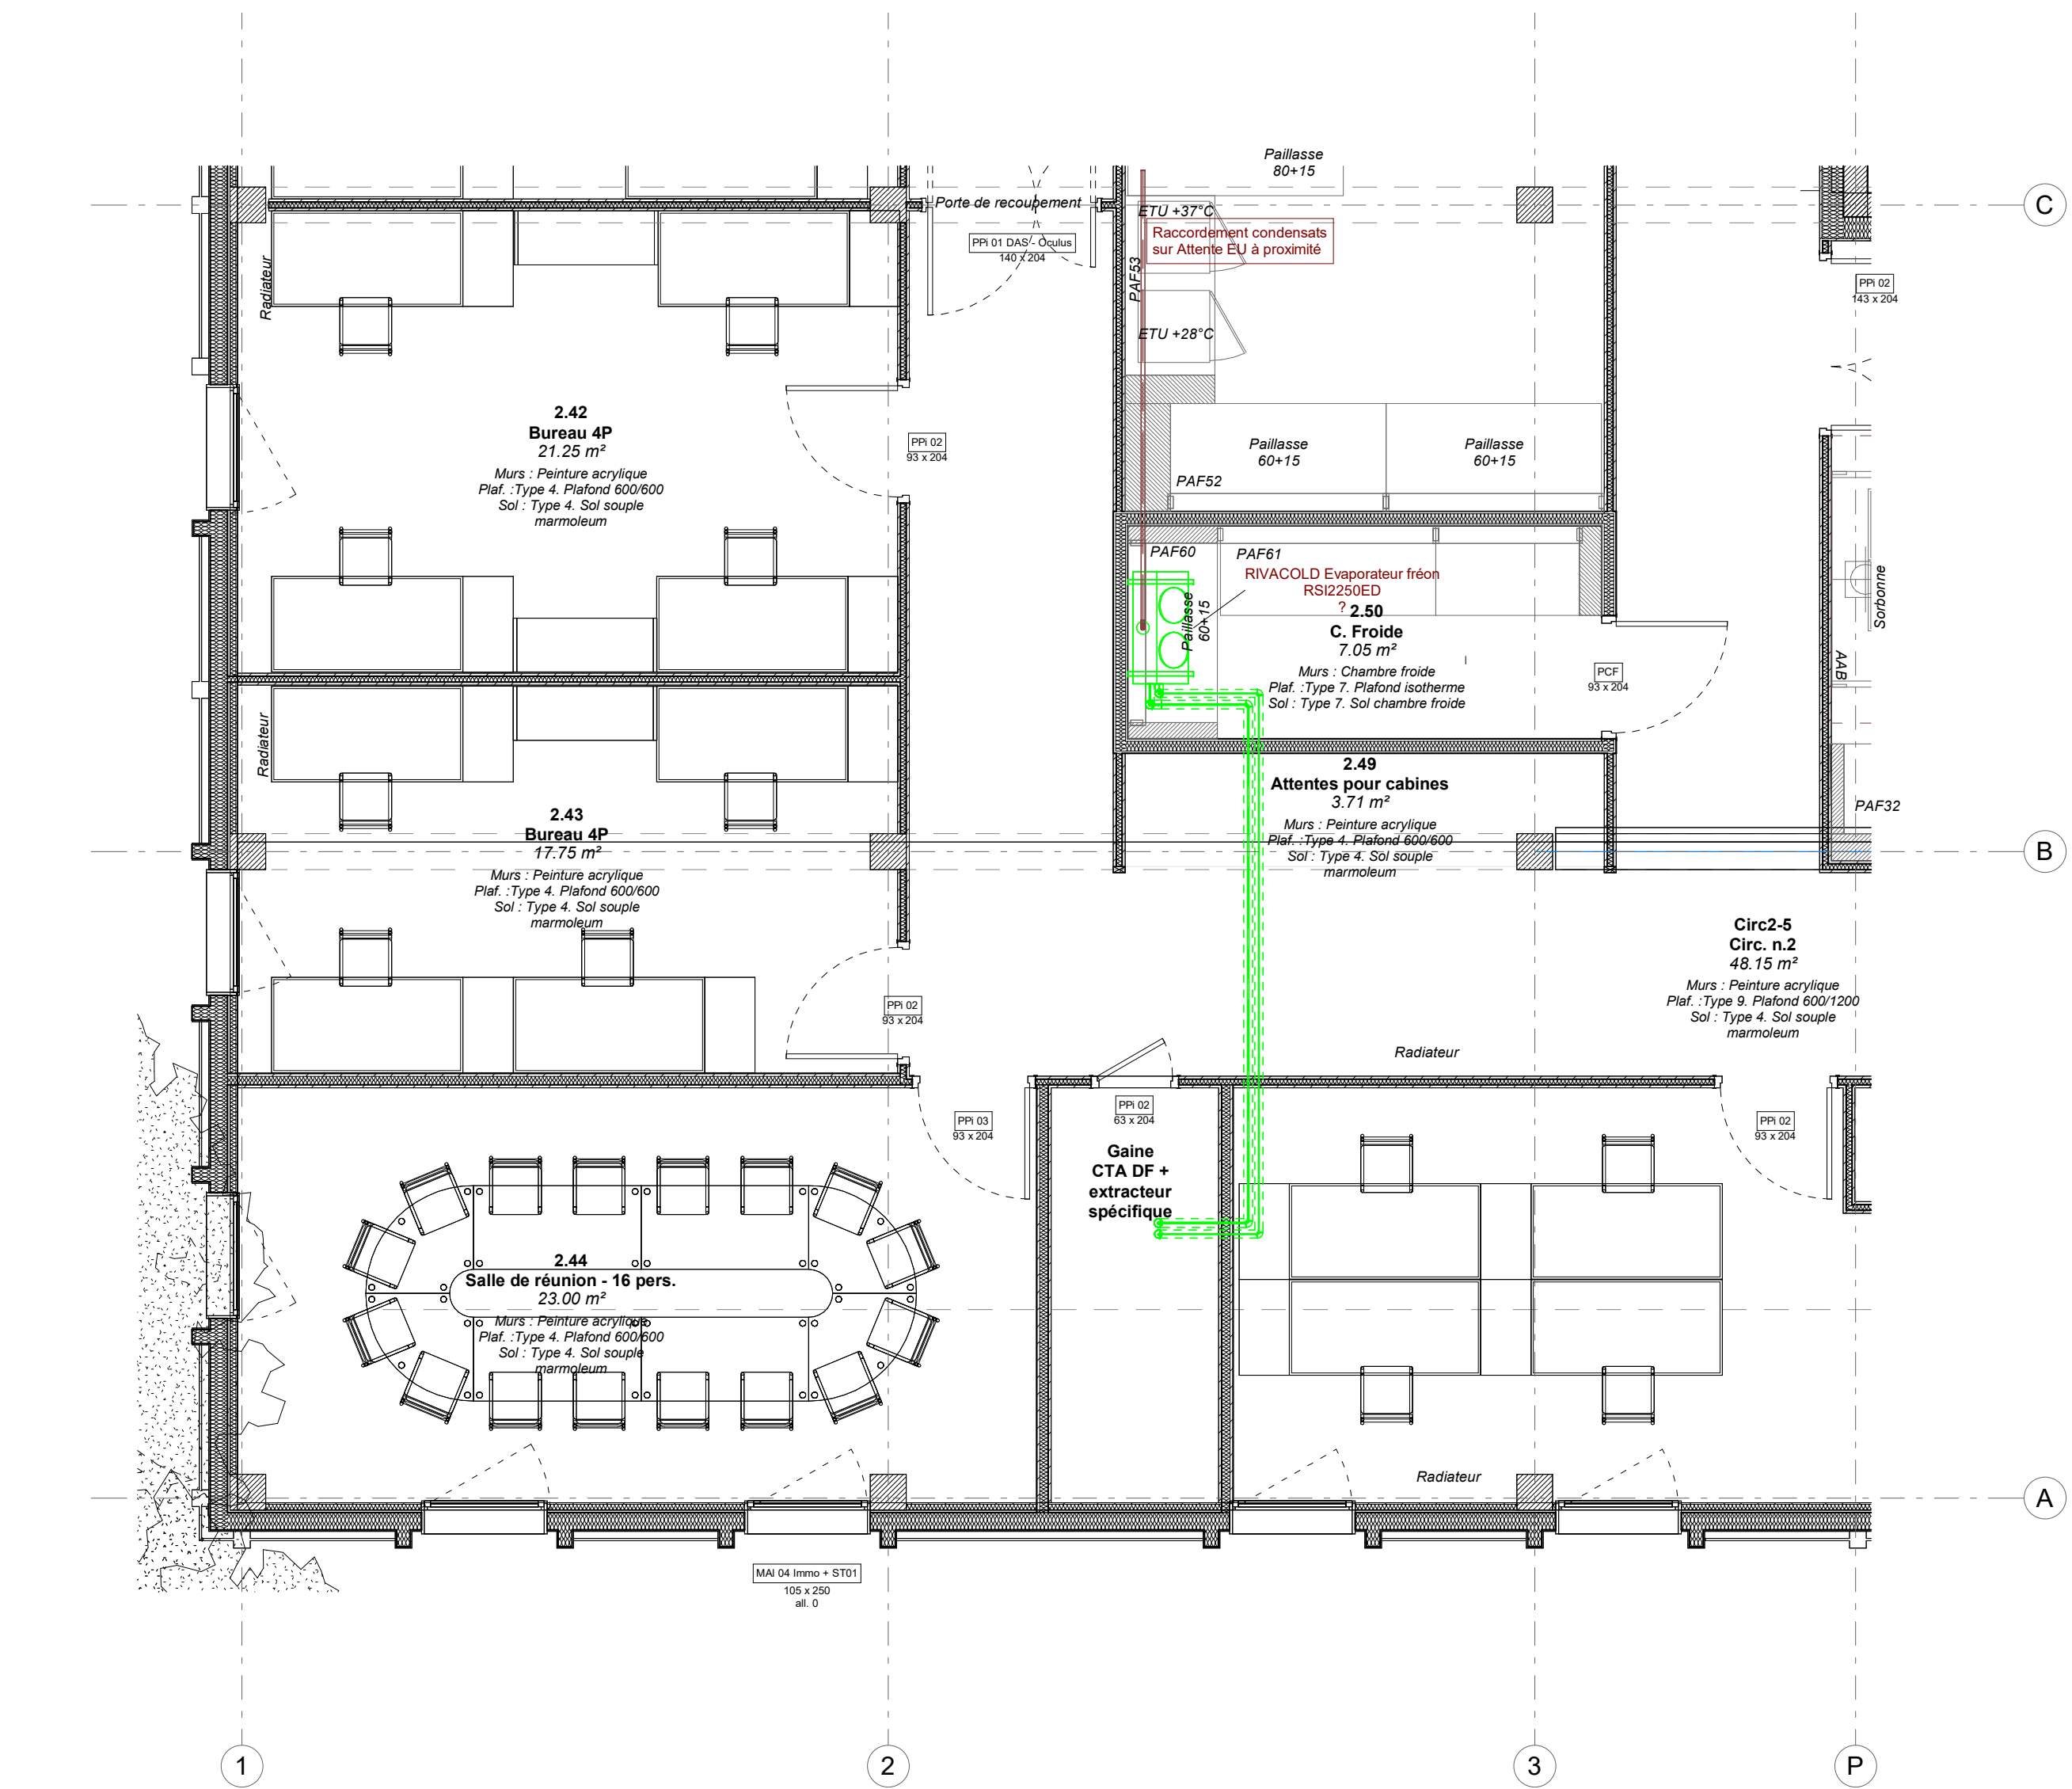 Paillasse
80+15
C
Porte de recoupement
PPi 01 DAS - Oculus
140 x 204
ETU +37°C
Raccordement condensats
sur Attente EU à proximité
PAF53
ETU +28°C
Radiateur
PPi 02
143 x 204
2.42
Bureau 4P
21.25 m²
Murs : Peinture acrylique
Plaf. :Type 4. Plafond 600/600
Sol : Type 4. Sol souple
marmoleum
PPi 02
93 x 204
Paillasse
60+15
Paillasse
60+15
PAF52
PAF60
PAF61
RIVACOLD Evaporateur fréon
RSI2250ED
?
Paillasse
60+15
2.50
C. Froide
7.05 m²
Murs : Chambre froide
Plaf. :Type 7. Plafond isotherme
Sol : Type 7. Sol chambre froide
PCF
93 x 204
Sorbonne
AAB
Radiateur
2.49
Attentes pour cabines
3.71 m²
Murs : Peinture acrylique
Plaf. :Type 4. Plafond 600/600
Sol : Type 4. Sol souple
marmoleum
PAF32
2.43
Bureau 4P
17.75 m²
Murs : Peinture acrylique
Plaf. :Type 4. Plafond 600/600
Sol : Type 4. Sol souple
marmoleum
B
Circ2-5
Circ. n.2
48.15 m²
Murs : Peinture acrylique
Plaf. :Type 9. Plafond 600/1200
Sol : Type 4. Sol souple
marmoleum
PPi 02
93 x 204
Radiateur
PPi 03
93 x 204
PPi 02
63 x 204
PPi 02
93 x 204
Gaine
CTA DF +
extracteur
spécifique
2.44
Salle de réunion - 16 pers.
23.00 m²
Murs : Peinture acrylique
Plaf. :Type 4. Plafond 600/600
Sol : Type 4. Sol souple
marmoleum
Radiateur
A
MAI 04 Immo + ST01
105 x 250
all. 0
1
2
3
P